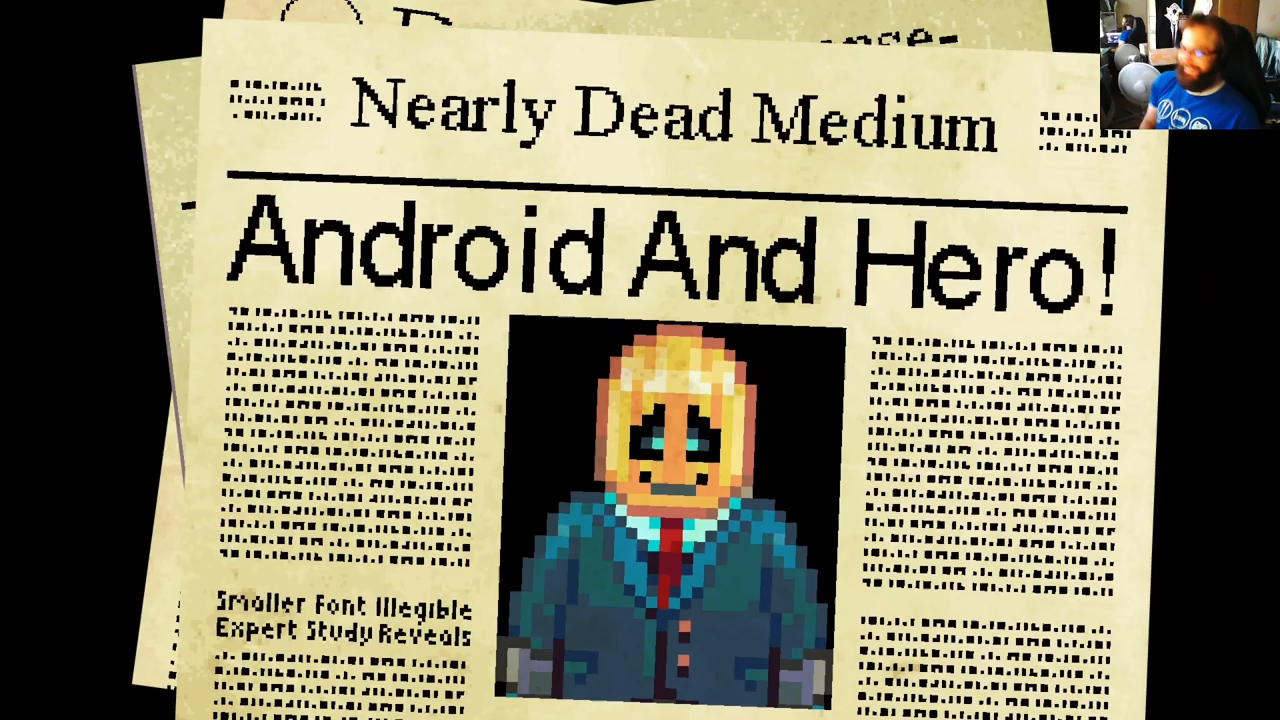 Nearly Dead Medium
Android And Hero!
Smaller Font Illegible
Expert Study Reveals